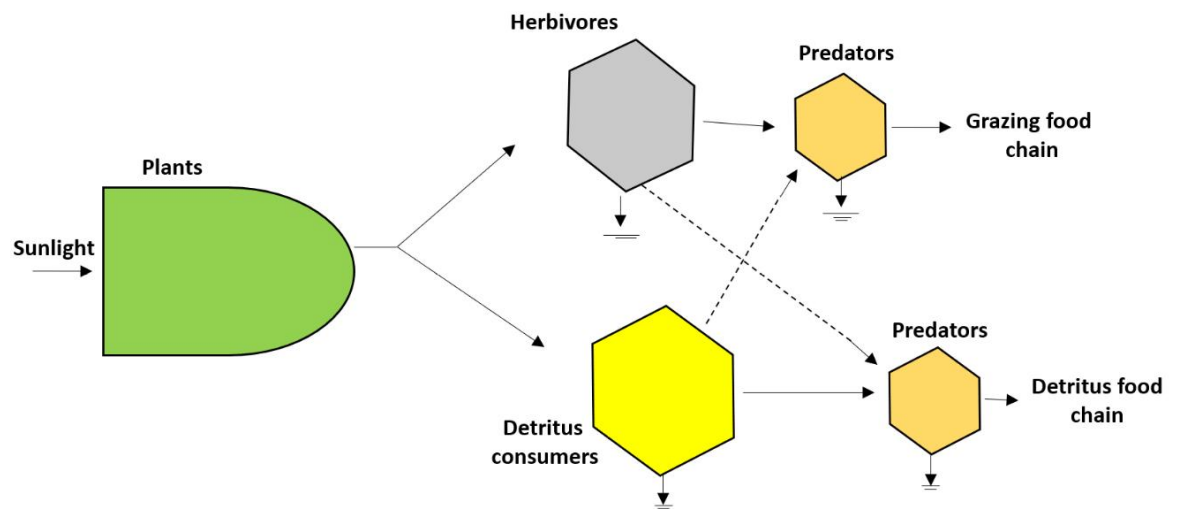 Herbivores
Predators
Grazing food
chain
Plants
Sunlight
Predators
Detritus food
chain
Detritus
consumers